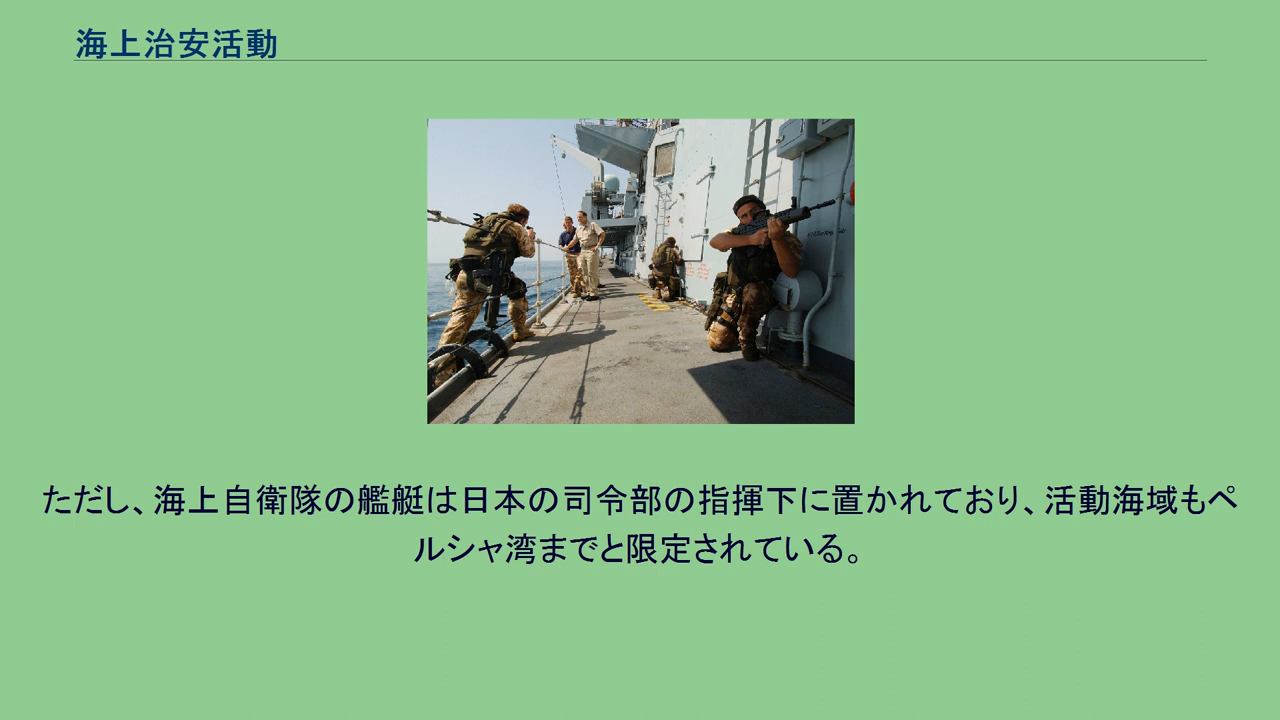 海上治安活動
ただし、海上自衛隊の艦艇は日本の司令部の指揮下に置かれており、活動海域もペ
ルシャ湾までと限定されている。